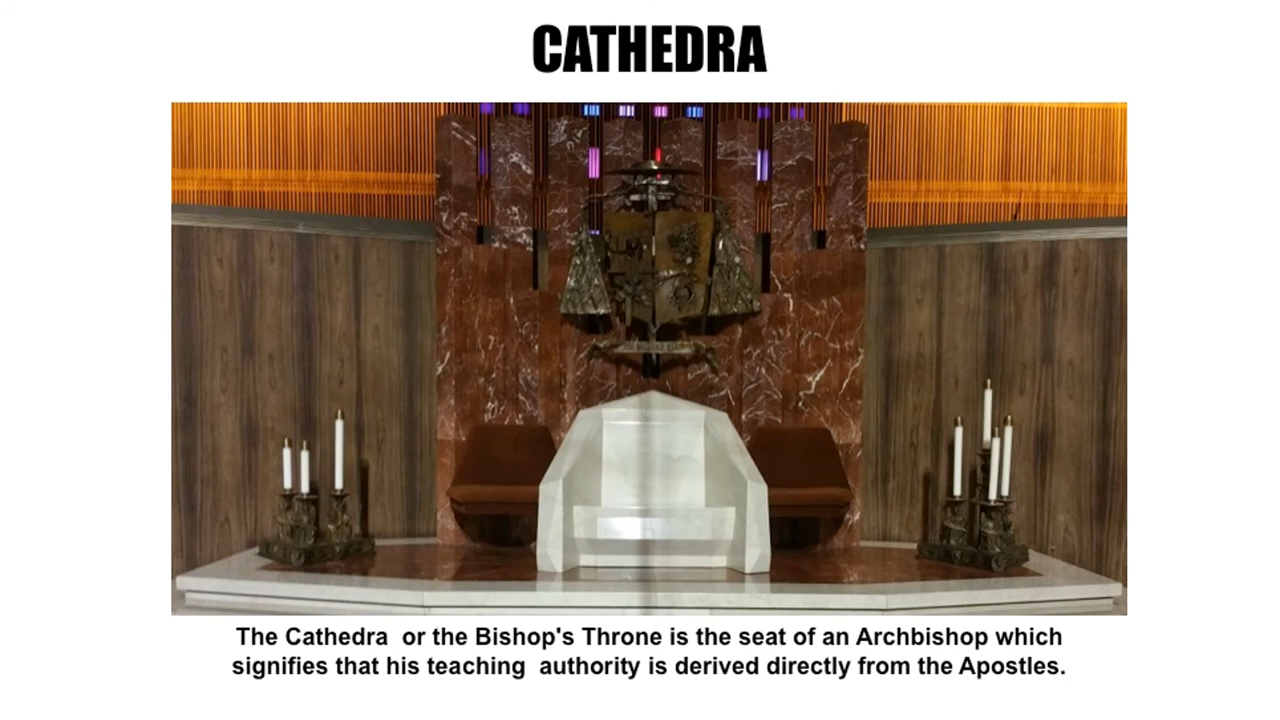 CATHEDRA
The Cathedra  or the Bishop's Throne is the seat of an Archbishop which
signifies that his teaching  authority is derived directly from the Apostles.